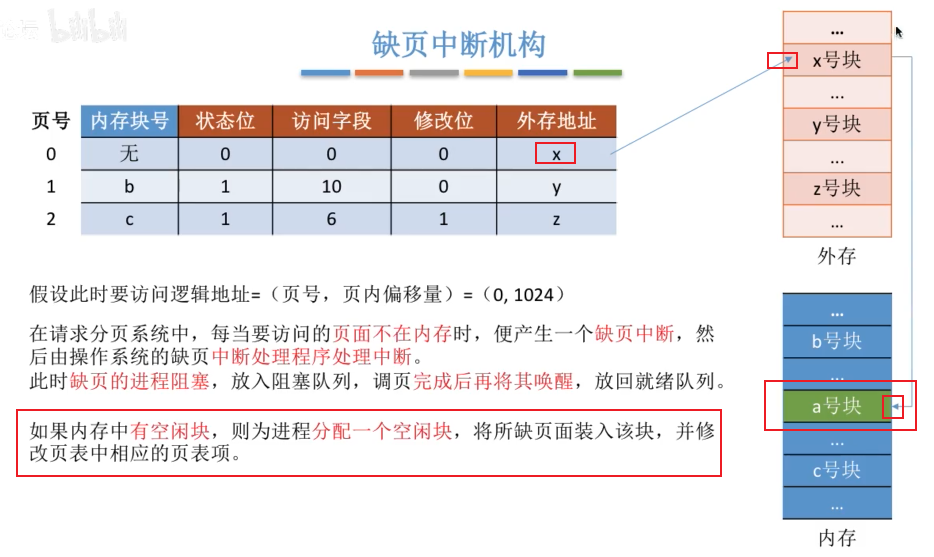 bilibili
缺页中断机构
页号 内存块号 状态位 访问字段 修改位 外存地址
0 无 0 0 0 x
1 b 1 10 0 y
2 c 1 6 1 z
假设此时要访问逻辑地址=（页号，页内偏移量）=（0, 1024）
在请求分页系统中，每当要访问的页面不在内存时，便产生一个缺页中断，然
后由操作系统的缺页中断处理程序处理中断。
此时缺页的进程阻塞，放入阻塞队列，调页完成后再将其唤醒，放回就绪队列。
如果内存中有空闲块，则为进程分配一个空闲块，将所缺页面装入该块，并修
改页表中相应的页表项。
...
x号块
...
y号块
...
z号块
...
外存
...
b号块
...
a号块
...
c号块
...
内存